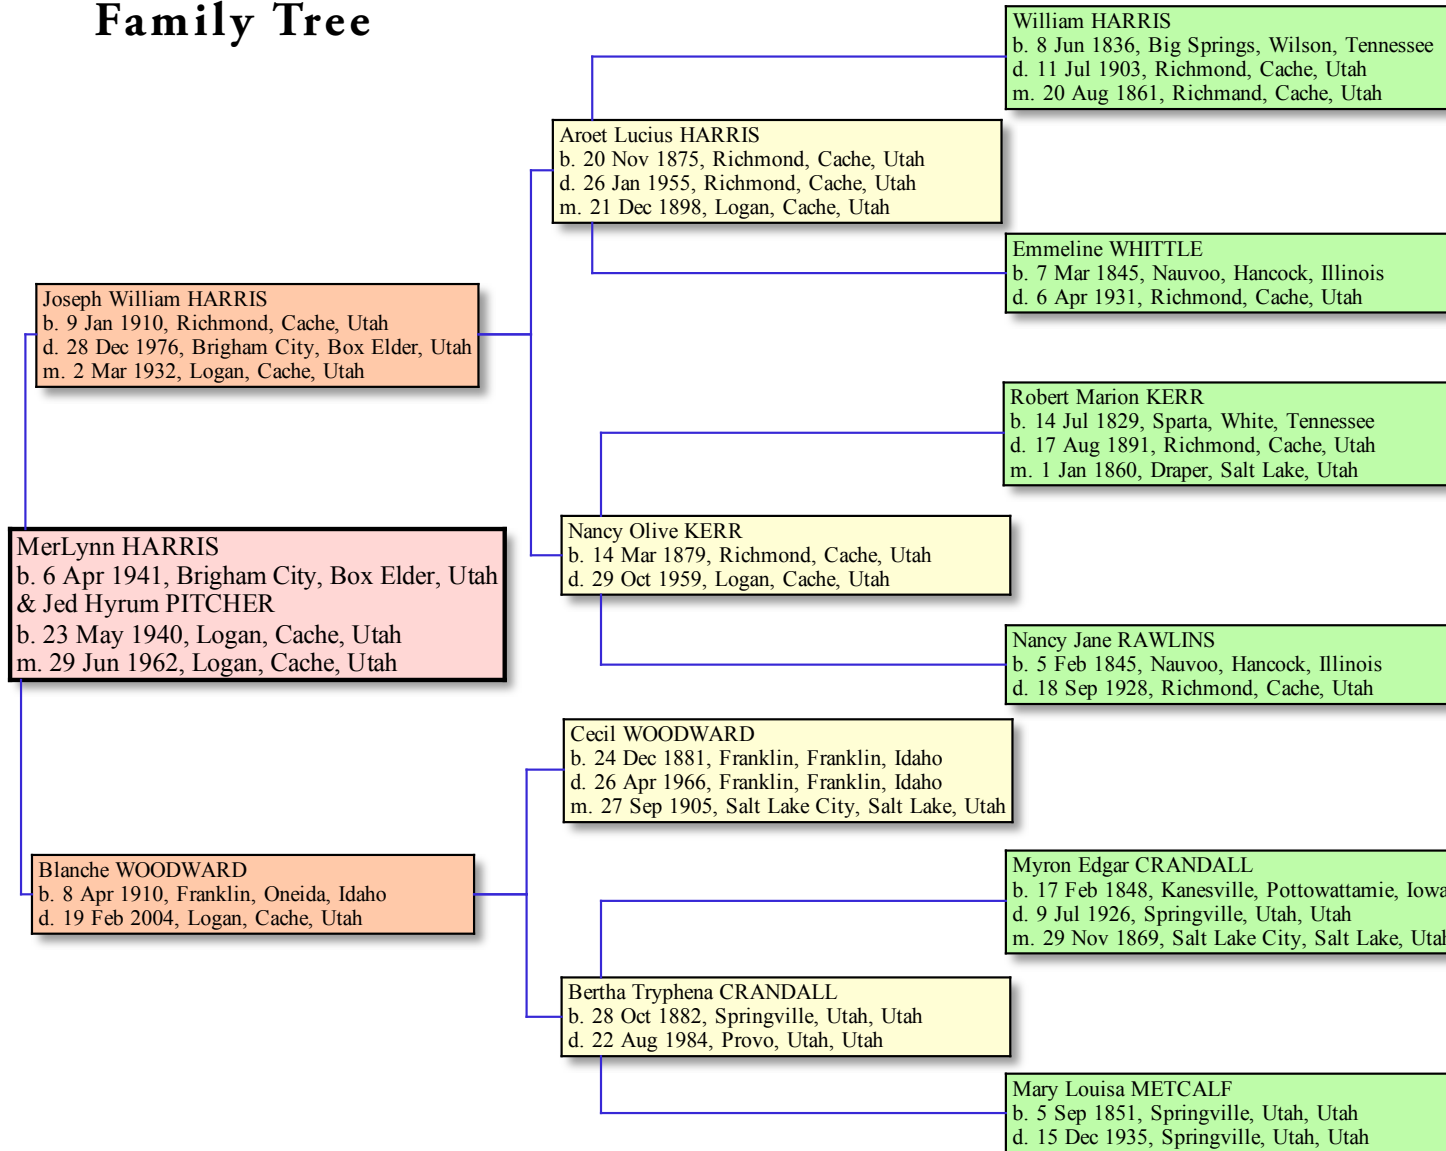 Family Tree
William HARRIS
b. 8 Jun 1836, Big Springs, Wilson, Tennessee
d. 11 Jul 1903, Richmond, Cache, Utah
m. 20 Aug 1861, Richmand, Cache, Utah
Aroet Lucius HARRIS
b. 20 Nov 1875, Richmond, Cache, Utah
d. 26 Jan 1955, Richmond, Cache, Utah
m. 21 Dec 1898, Logan, Cache, Utah
Emmeline WHITTLE
b. 7 Mar 1845, Nauvoo, Hancock, Illinois
d. 6 Apr 1931, Richmond, Cache, Utah
Joseph William HARRIS
b. 9 Jan 1910, Richmond, Cache, Utah
d. 28 Dec 1976, Brigham City, Box Elder, Utah
m. 2 Mar 1932, Logan, Cache, Utah
Robert Marion KERR
b. 14 Jul 1829, Sparta, White, Tennessee
d. 17 Aug 1891, Richmond, Cache, Utah
m. 1 Jan 1860, Draper, Salt Lake, Utah
Nancy Olive KERR
b. 14 Mar 1879, Richmond, Cache, Utah
d. 29 Oct 1959, Logan, Cache, Utah
MerLynn HARRIS
b. 6 Apr 1941, Brigham City, Box Elder, Utah
& Jed Hyrum PITCHER
b. 23 May 1940, Logan, Cache, Utah
m. 29 Jun 1962, Logan, Cache, Utah
Nancy Jane RAWLINS
b. 5 Feb 1845, Nauvoo, Hancock, Illinois
d. 18 Sep 1928, Richmond, Cache, Utah
Cecil WOODWARD
b. 24 Dec 1881, Franklin, Franklin, Idaho
d. 26 Apr 1966, Franklin, Franklin, Idaho
m. 27 Sep 1905, Salt Lake City, Salt Lake, Utah
Blanche WOODWARD
b. 8 Apr 1910, Franklin, Oneida, Idaho
d. 19 Feb 2004, Logan, Cache, Utah
Myron Edgar CRANDALL
b. 17 Feb 1848, Kanesville, Pottowattamie, Iowa
d. 9 Jul 1926, Springville, Utah, Utah
m. 29 Nov 1869, Salt Lake City, Salt Lake, Utah
Bertha Tryphena CRANDALL
b. 28 Oct 1882, Springville, Utah, Utah
d. 22 Aug 1984, Provo, Utah, Utah
Mary Louisa METCALF
b. 5 Sep 1851, Springville, Utah, Utah
d. 15 Dec 1935, Springville, Utah, Utah